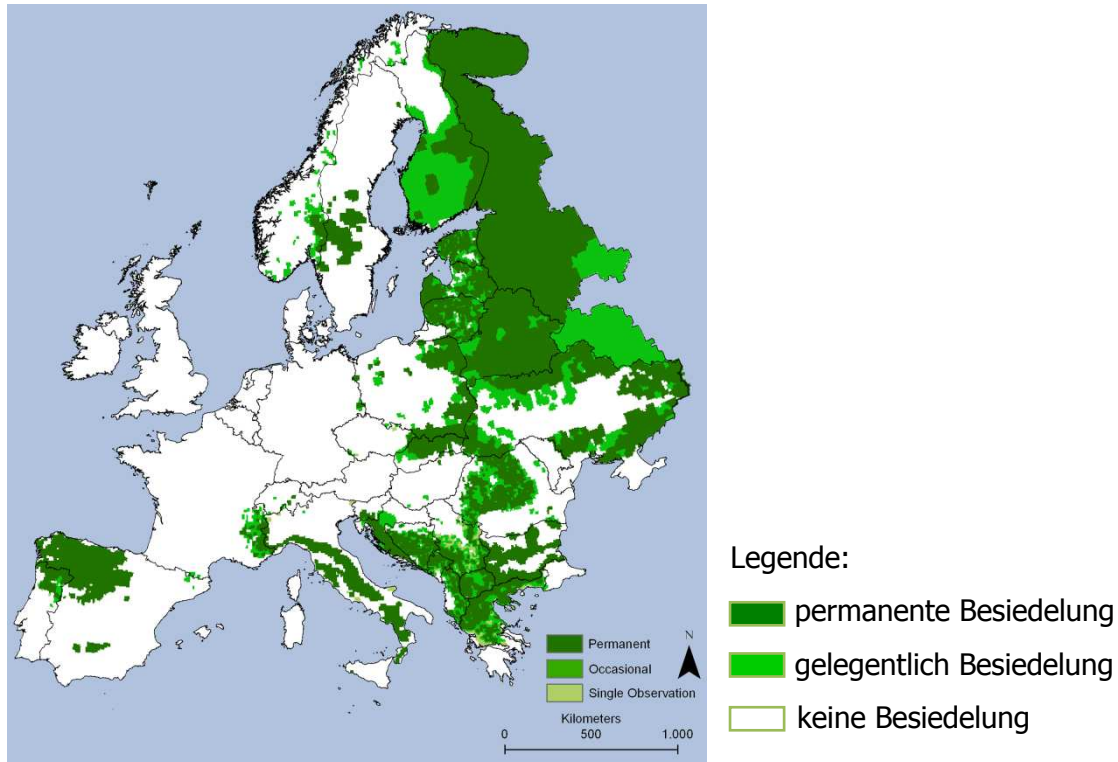 Permanent
Occasional
Single Observation
N
Kilometers
0 500 1.000
Legende:
permanente Besiedelung
gelegentlich Besiedelung
keine Besiedelung